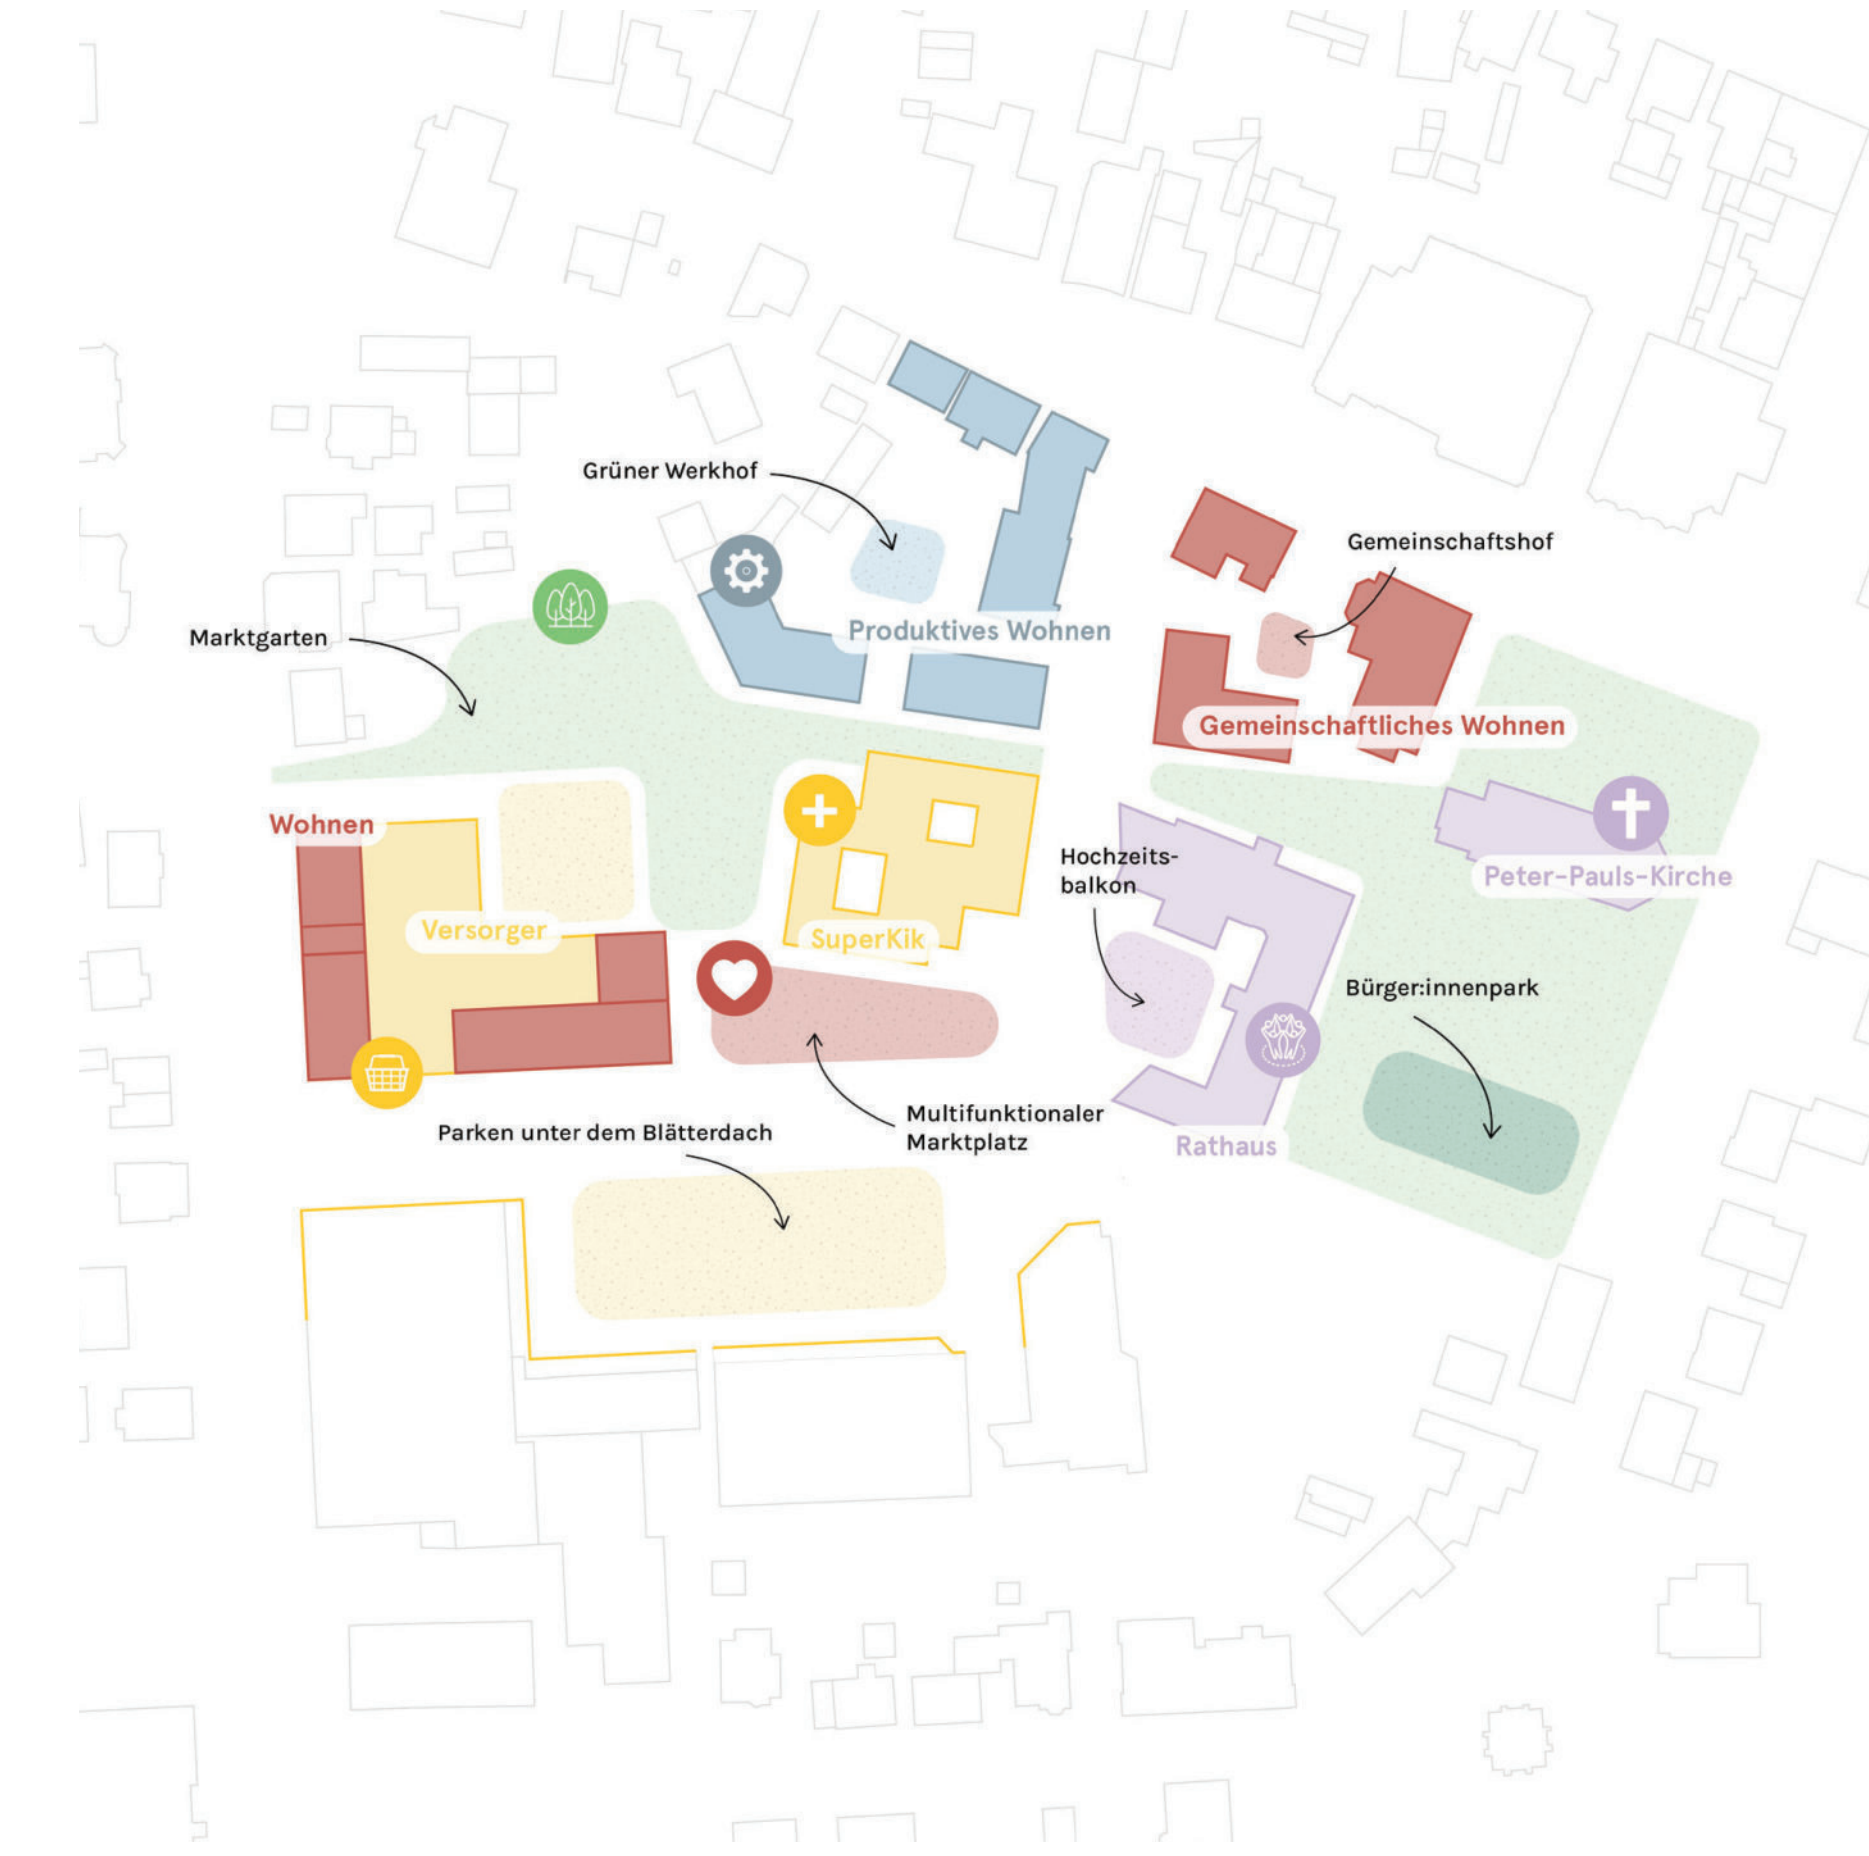 Grüner Werkhof
Gemeinschaftshof
Marktgarten
Produktives Wohnen
Gemeinschaftliches Wohnen
Wohnen
Hochzeits-
balkon
Peter-Pauls-Kirche
Versorger
SuperKik
Bürger:innenpark
Multifunktionaler
Marktplatz
Parken unter dem Blätterdach
Rathaus